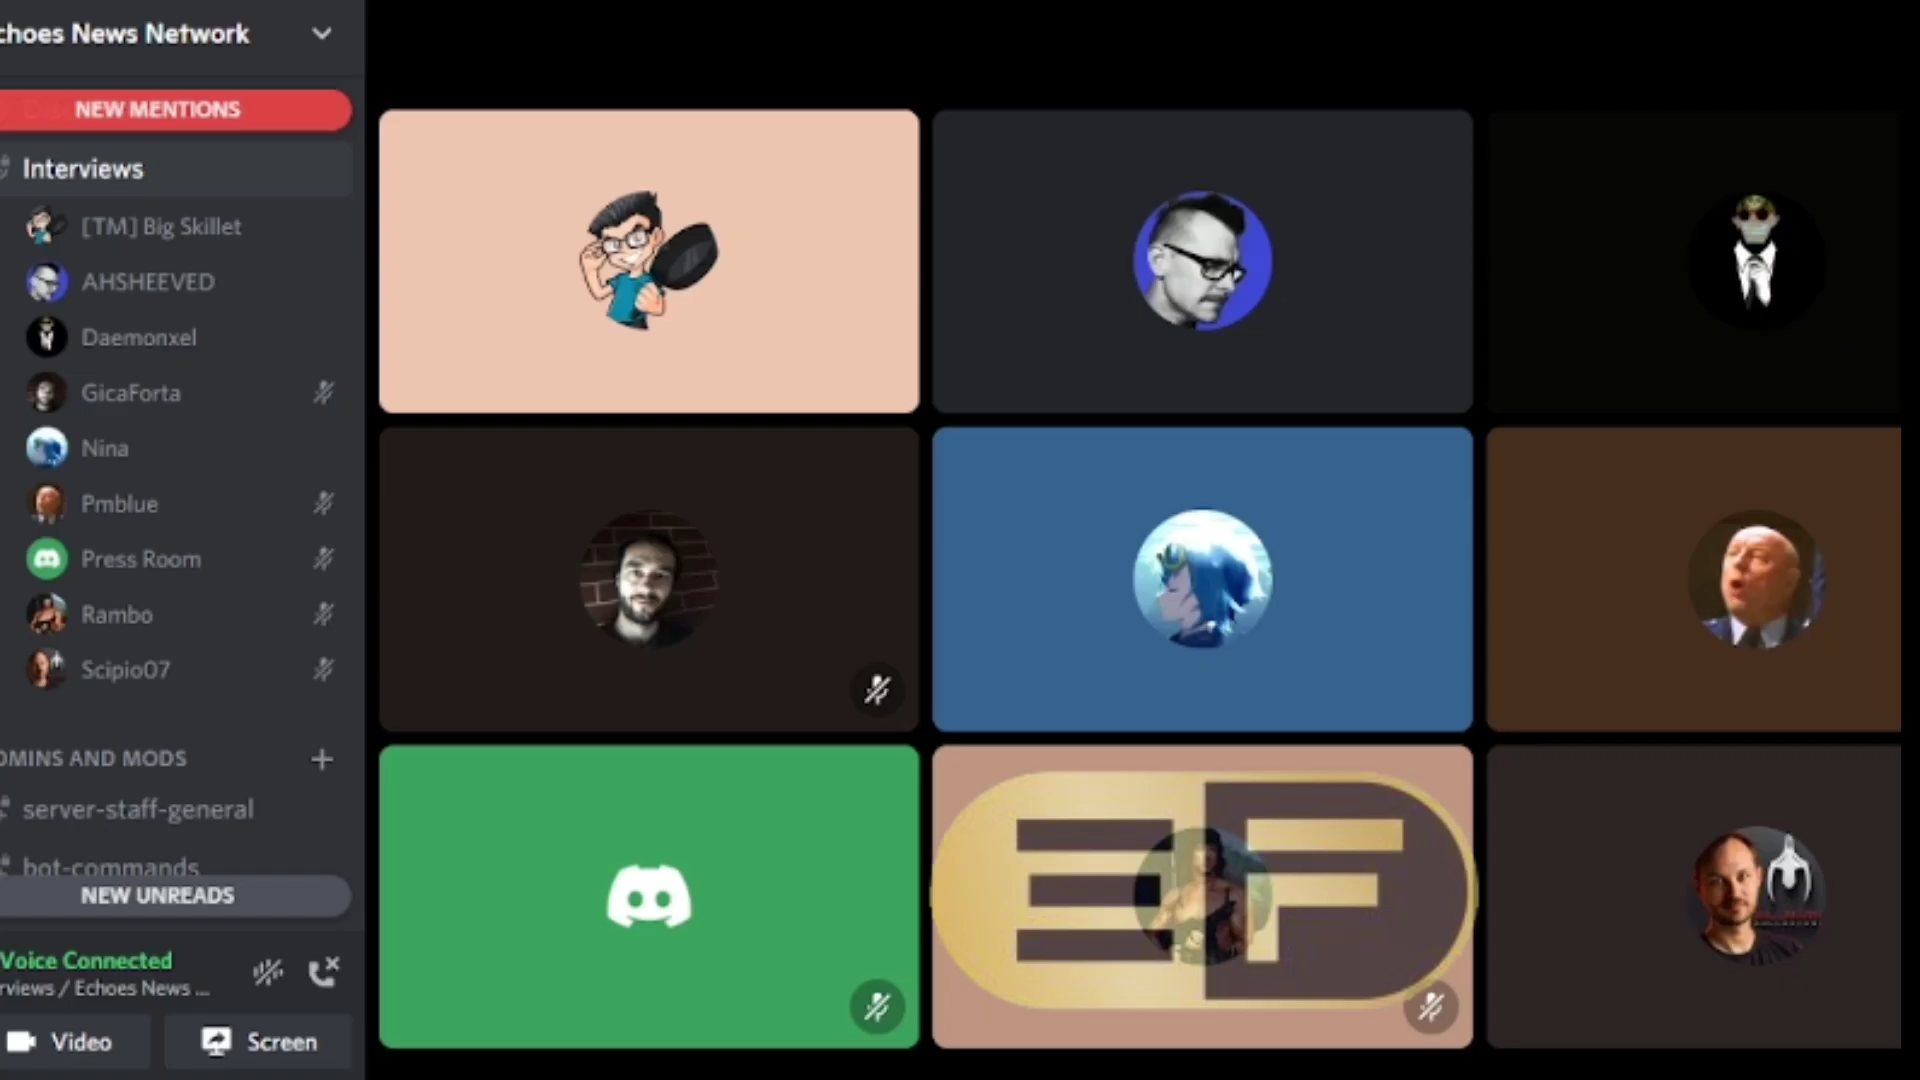 choes News Network
NEW MENTIONS
Interviews
[TM] Big Skillet
AHSHEEVED
Daemonxel
GicaForta
Nina
Pmblue
Press Room
Rambo
Scipio07
OMINS AND MODS
server-staff-general
bot-commands
NEW UNREADS
Voice Connected
rviews / Echoes News ...
Video
Screen
EF